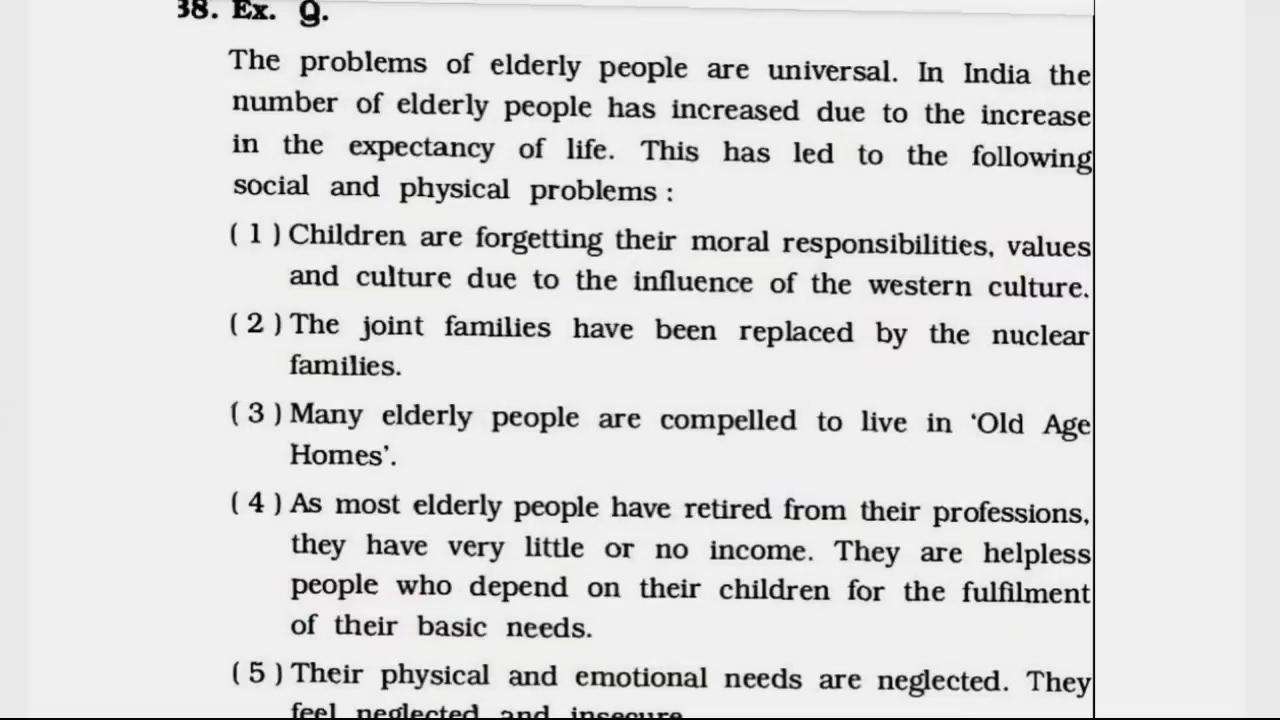 38. Ex. Q.
The problems of elderly people are universal. In India the
number of elderly people has increased due to the increase
in the expectancy of life. This has led to the following
social and physical problems :
( 1 ) Children are forgetting their moral responsibilities, values
and culture due to the influence of the western culture.
( 2 ) The joint families have been replaced by the nuclear
families.
( 3 ) Many elderly people are compelled to live in ‘Old Age
Homes’.
( 4 ) As most elderly people have retired from their professions,
they have very little or no income. They are helpless
people who depend on their children for the fulfilment
of their basic needs.
( 5 ) Their physical and emotional needs are neglected. They
feel neglected and insecure.